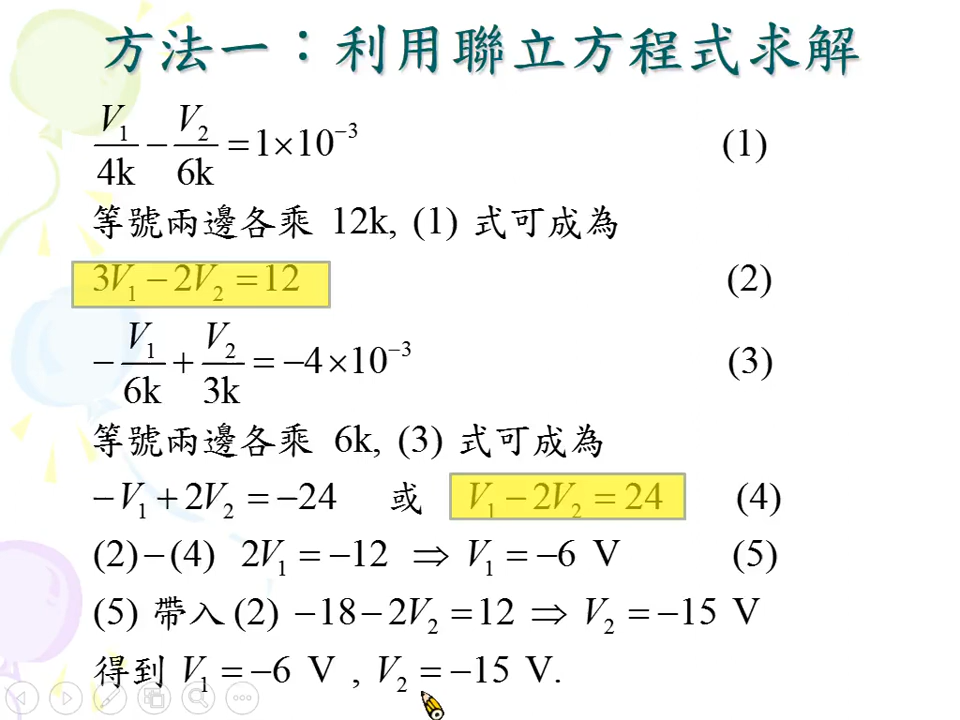 方法一：利用聯立方程式求解
V₁/4k − V₂/6k = 1×10⁻³ (1)
等號兩邊各乘 12k, (1) 式可成為
3V₁ − 2V₂ = 12 (2)
−V₁/6k + V₂/3k = −4×10⁻³ (3)
等號兩邊各乘 6k, (3) 式可成為
−V₁ + 2V₂ = −24 或 V₁ − 2V₂ = 24 (4)
(2)−(4) 2V₁ = −12 ⇒ V₁ = −6 V (5)
(5) 帶入 (2) −18 − 2V₂ = 12 ⇒ V₂ = −15 V
得到 V₁ = −6 V , V₂ = −15 V.